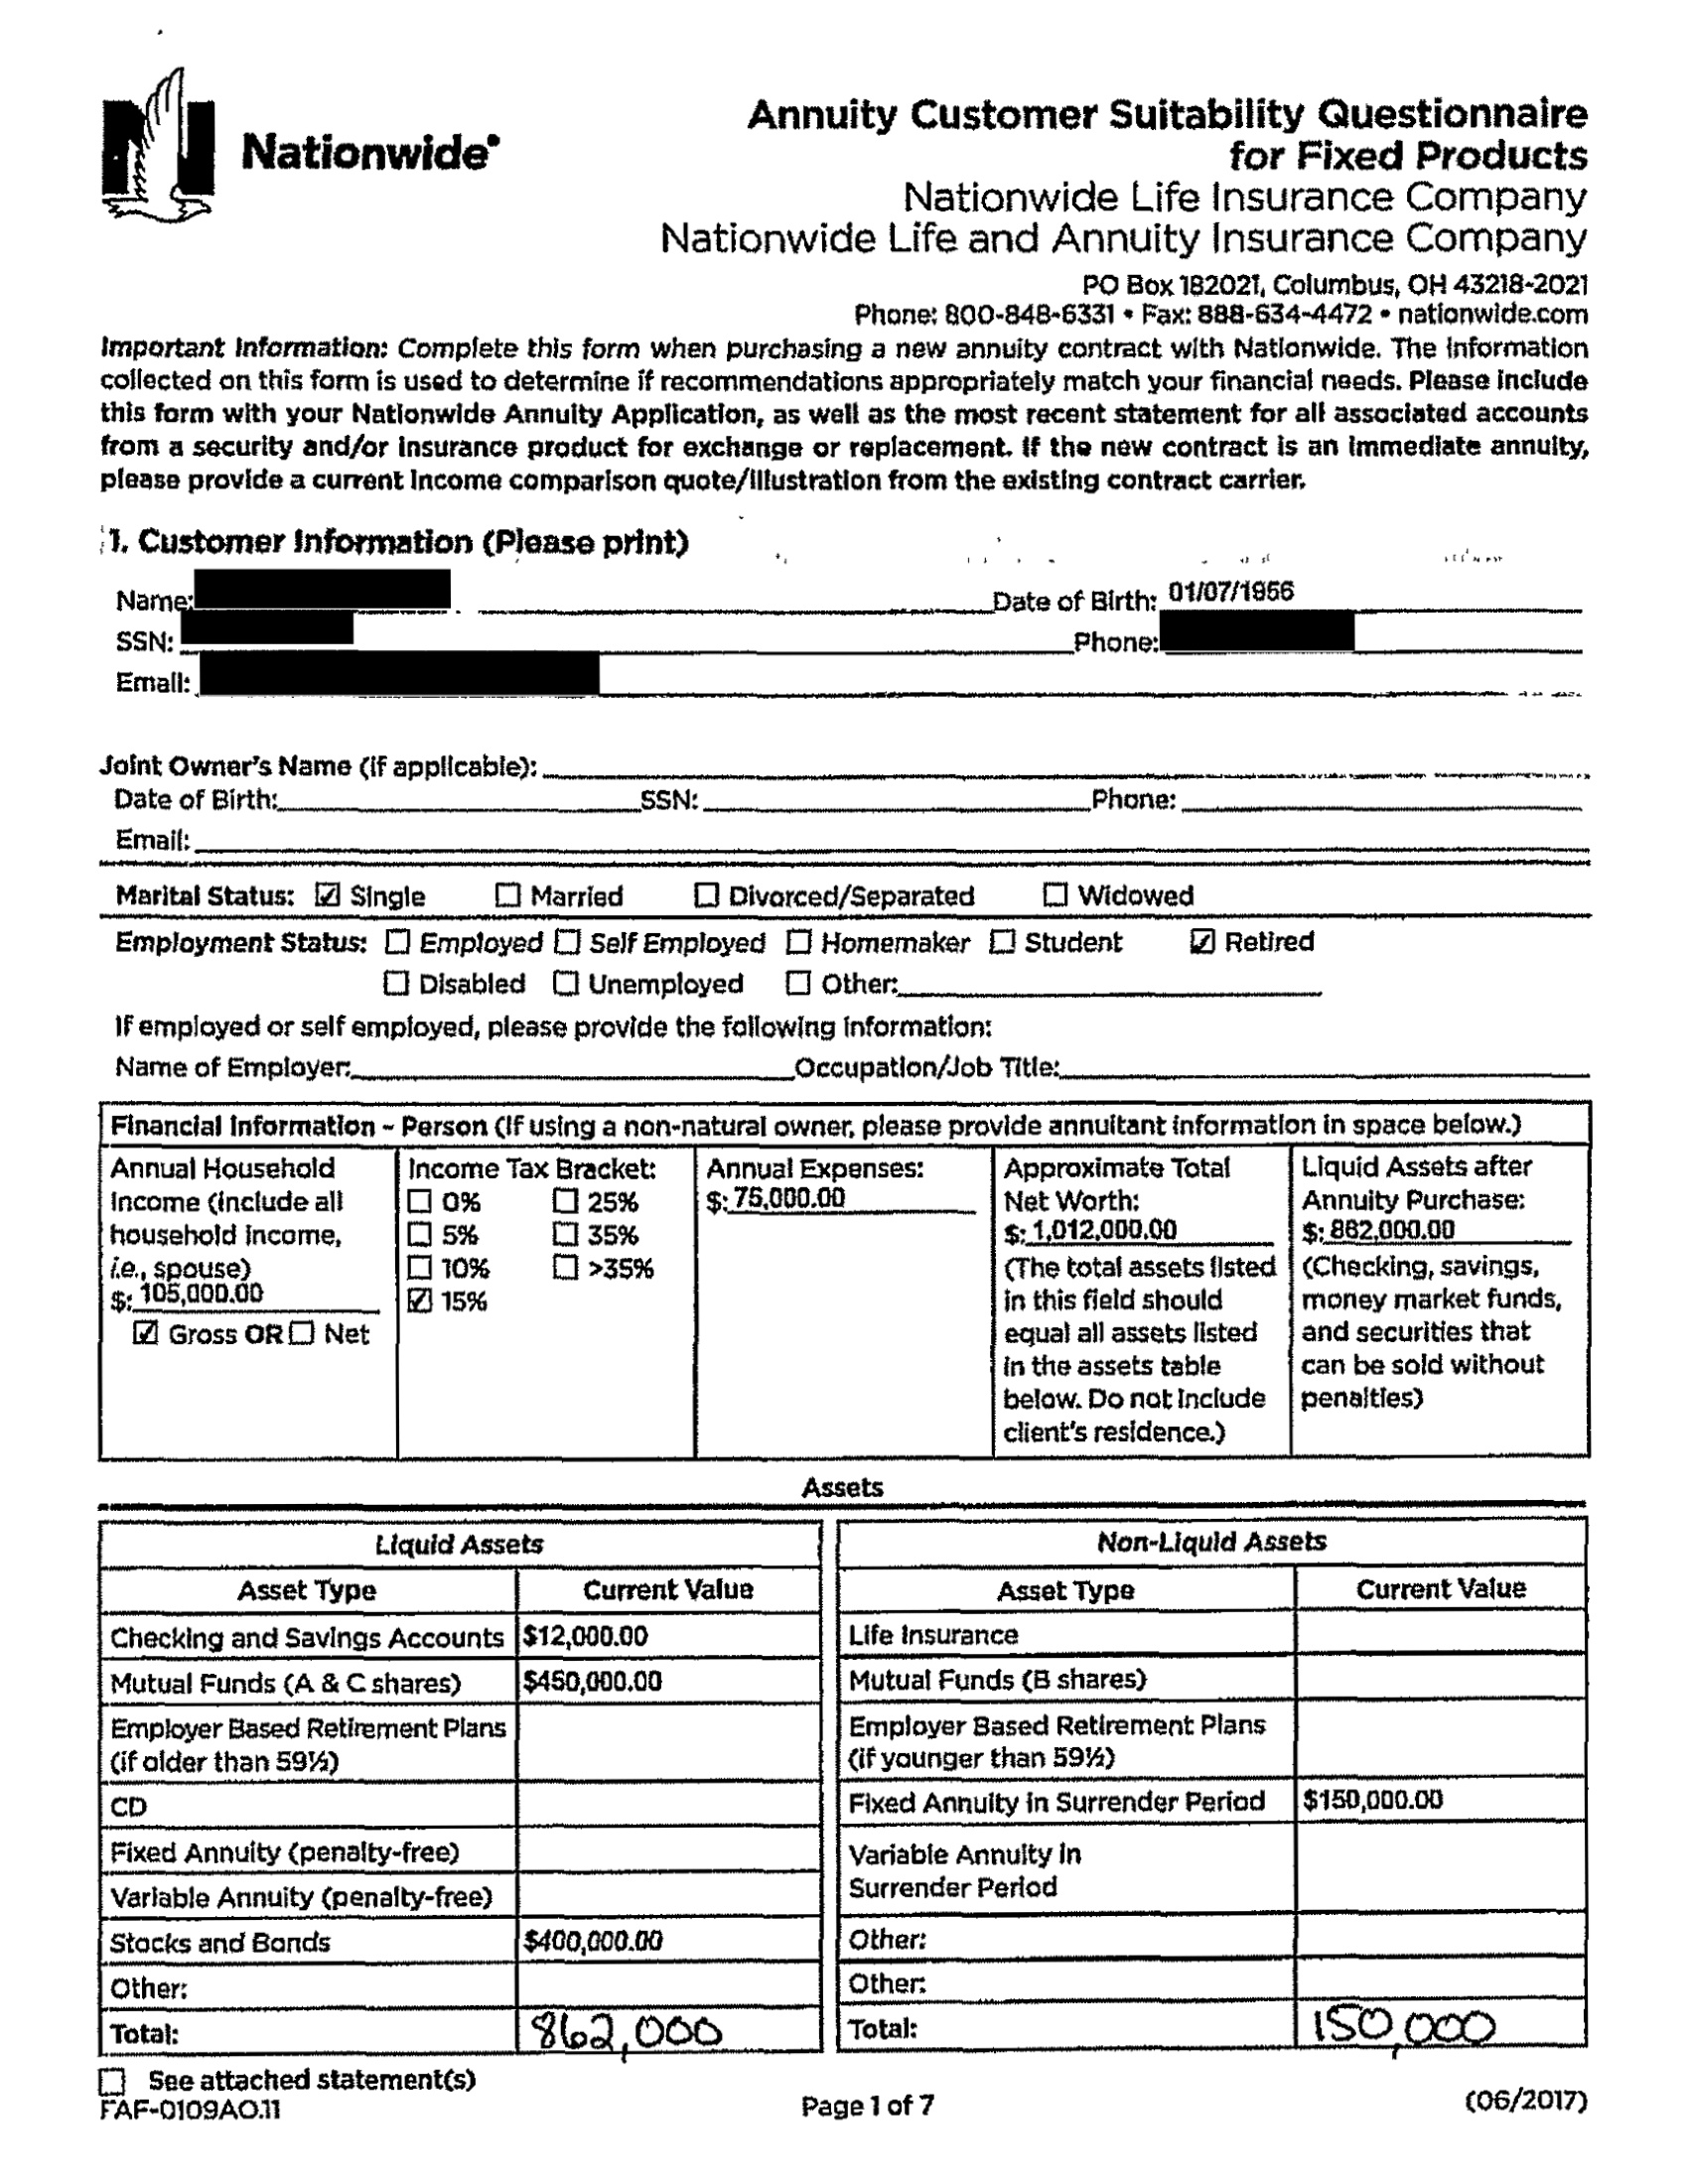 Nationwide®
Annuity Customer Suitability Questionnaire
for Fixed Products
Nationwide Life Insurance Company
Nationwide Life and Annuity Insurance Company
PO Box 182021, Columbus, OH 43218-2021
Phone: 800-848-6331 • Fax: 888-634-4472 • nationwide.com
Important Information: Complete this form when purchasing a new annuity contract with Nationwide. The information
collected on this form is used to determine if recommendations appropriately match your financial needs. Please include
this form with your Nationwide Annuity Application, as well as the most recent statement for all associated accounts
from a security and/or insurance product for exchange or replacement. If the new contract is an immediate annuity,
please provide a current income comparison quote/illustration from the existing contract carrier.
1. Customer Information (Please print)
Name: Date of Birth: 01/07/1956
SSN: Phone:
Email:
Joint Owner's Name (if applicable):
Date of Birth: SSN: Phone:
Email:
Marital Status: ☑ Single ☐ Married ☐ Divorced/Separated ☐ Widowed
Employment Status: ☐ Employed ☐ Self Employed ☐ Homemaker ☐ Student ☑ Retired
☐ Disabled ☐ Unemployed ☐ Other:
If employed or self employed, please provide the following information:
Name of Employer: Occupation/Job Title:
Financial Information - Person (If using a non-natural owner, please provide annuitant information in space below.)
Annual Household
Income (include all
household income,
i.e., spouse)
$: 105,000.00
☑ Gross OR ☐ Net
Income Tax Bracket:
☐ 0% ☐ 25%
☐ 5% ☐ 35%
☐ 10% ☐ >35%
☑ 15%
Annual Expenses:
$: 75,000.00
Approximate Total
Net Worth:
$: 1,012,000.00
(The total assets listed
in this field should
equal all assets listed
in the assets table
below. Do not include
client's residence.)
Liquid Assets after
Annuity Purchase:
$: 862,000.00
(Checking, savings,
money market funds,
and securities that
can be sold without
penalties)
Assets
Liquid Assets
Asset Type Current Value
Checking and Savings Accounts $12,000.00
Mutual Funds (A & C shares) $450,000.00
Employer Based Retirement Plans
(if older than 59½)
CD
Fixed Annuity (penalty-free)
Variable Annuity (penalty-free)
Stocks and Bonds $400,000.00
Other:
Total: 862,000
Non-Liquid Assets
Asset Type Current Value
Life Insurance
Mutual Funds (B shares)
Employer Based Retirement Plans
(if younger than 59½)
Fixed Annuity in Surrender Period $150,000.00
Variable Annuity in
Surrender Period
Other:
Other:
Total: 150,000
☐ See attached statement(s)
FAF-0109AO.11 Page 1 of 7 (06/2017)